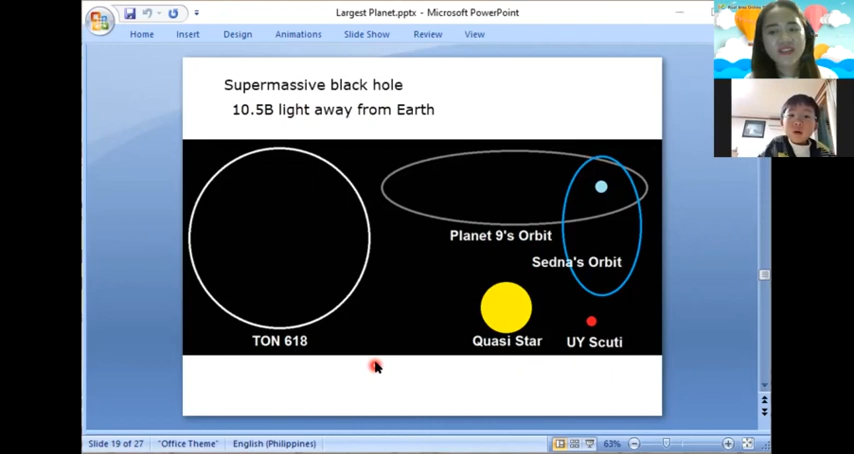 Largest Planet.pptx - Microsoft PowerPoint
Home Insert Design Animations Slide Show Review View
Supermassive black hole
10.5B light away from Earth
Planet 9's Orbit
Sedna's Orbit
TON 618
Quasi Star
UY Scuti
Slide 19 of 27 "Office Theme" English (Philippines) 63%